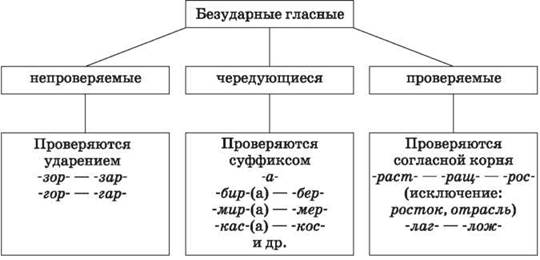 Безударные гласные
непроверяемые
чередующиеся
проверяемые
Проверяются
ударением
-зор- — -зар-
-гор- — -гар-
Проверяются
суффиксом
-а-
-бир-(а) — -бер-
-мир-(а) — -мер-
-кас-(а) — -кос-
и др.
Проверяются
согласной корня
-раст- — -ращ- — -рос-
(исключение:
росток, отрасль)
-лаг- — -лож-